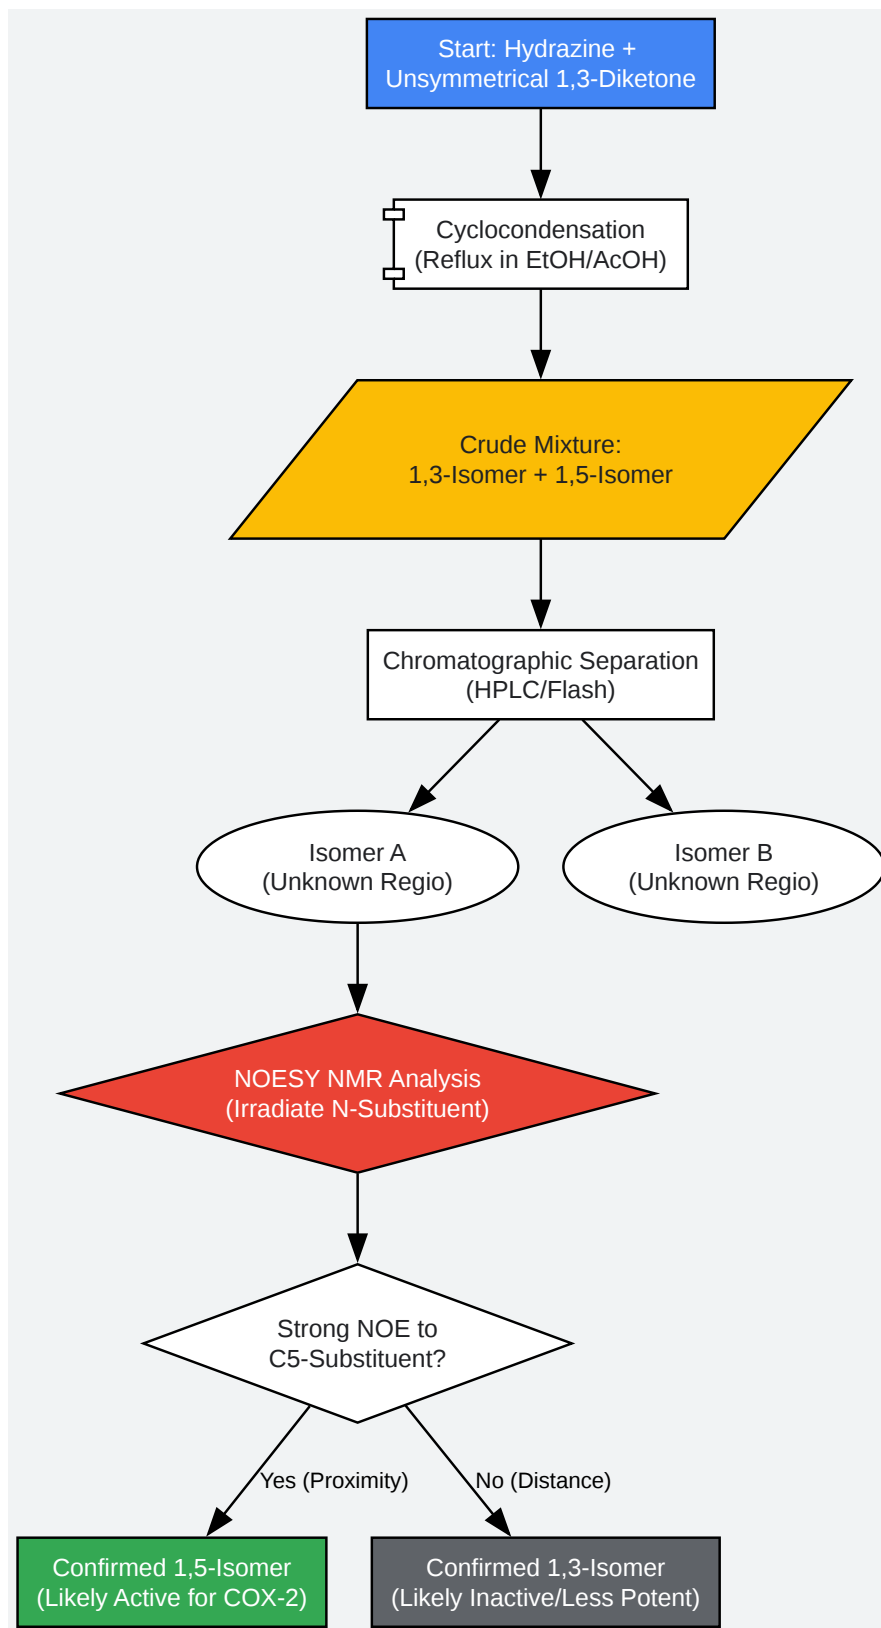 Start: Hydrazine +
Unsymmetrical 1,3-Diketone
Cyclocondensation
(Reflux in EtOH/AcOH)
Crude Mixture:
1,3-Isomer + 1,5-Isomer
Chromatographic Separation
(HPLC/Flash)
Isomer A
(Unknown Regio)
Isomer B
(Unknown Regio)
NOESY NMR Analysis
(Irradiate N-Substituent)
Strong NOE to
C5-Substituent?
Yes (Proximity)
No (Distance)
Confirmed 1,5-Isomer
(Likely Active for COX-2)
Confirmed 1,3-Isomer
(Likely Inactive/Less Potent)